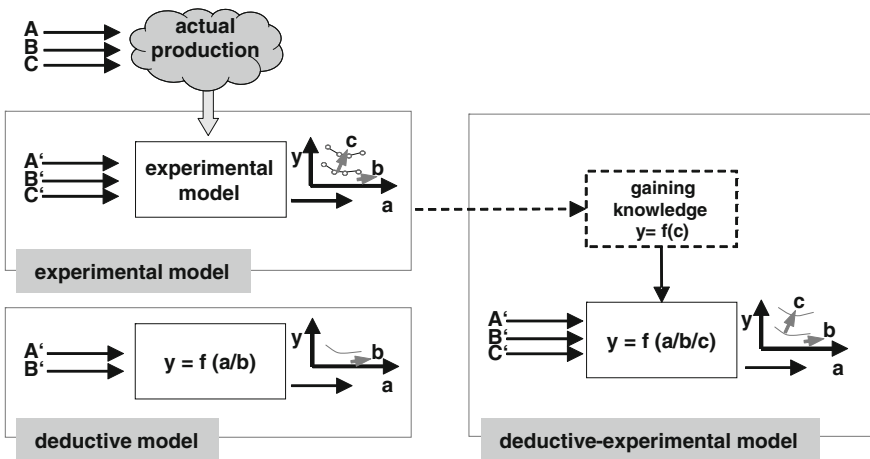 A
B
C
actual
production
A‘
B‘
C‘
experimental
model
y
c
b
a
experimental model
A‘
B‘
y = f (a/b)
y
b
a
deductive model
gaining
knowledge
y= f(c)
A‘
B‘
C‘
y = f (a/b/c)
y
c
b
a
deductive-experimental model